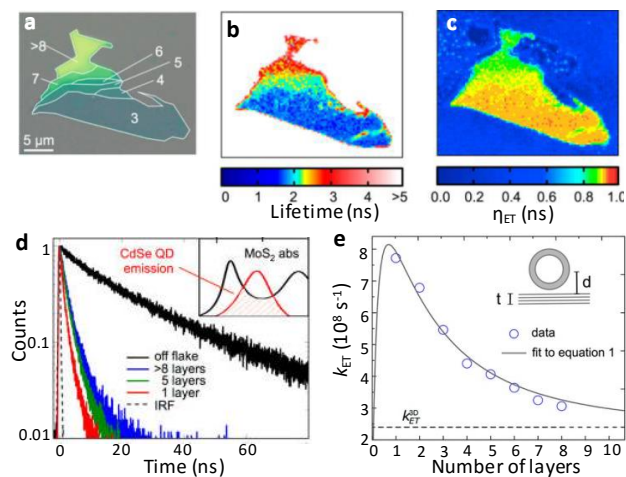 a
>8
6
5
4
7
3
5 μm
b
0 1 2 3 4 >5
Lifetime (ns)
c
0.0 0.2 0.4 0.6 0.8 1.0
ηET (ns)
d
CdSe QD
emission
MoS2 abs
1
0.1
0.01
Counts
off flake
>8 layers
5 layers
1 layer
IRF
0 20 40 60
Time (ns)
e
8
7
6
5
4
3
2
kET (10⁸ s⁻¹)
d
t
data
fit to equation 1
k3D ET
0 1 2 3 4 5 6 7 8 9 10
Number of layers